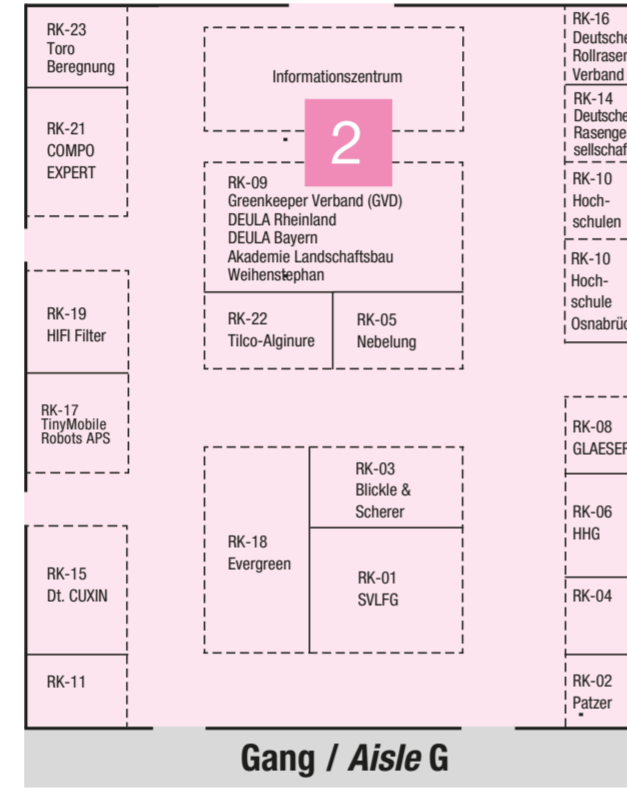 RK-23
Toro
Beregnung
RK-21
COMPO
EXPERT
RK-19
HIFI Filter
RK-17
TinyMobile
Robots APS
RK-15
Dt. CUXIN
RK-11
Informationszentrum
2
RK-09
Greenkeeper Verband (GVD)
DEULA Rheinland
DEULA Bayern
Akademie Landschaftsbau
Weihenstephan
RK-22
Tilco-Alginure
RK-05
Nebelung
RK-18
Evergreen
RK-03
Blickle &
Scherer
RK-01
SVLFG
RK-16
Deutsche
Rollrasen
Verband
RK-14
Deutsche
Rasenge-
sellschaf
RK-10
Hoch-
schulen
RK-10
Hoch-
schule
Osnabrüc
RK-08
GLAESER
RK-06
HHG
RK-04
RK-02
Patzer
Gang / Aisle G